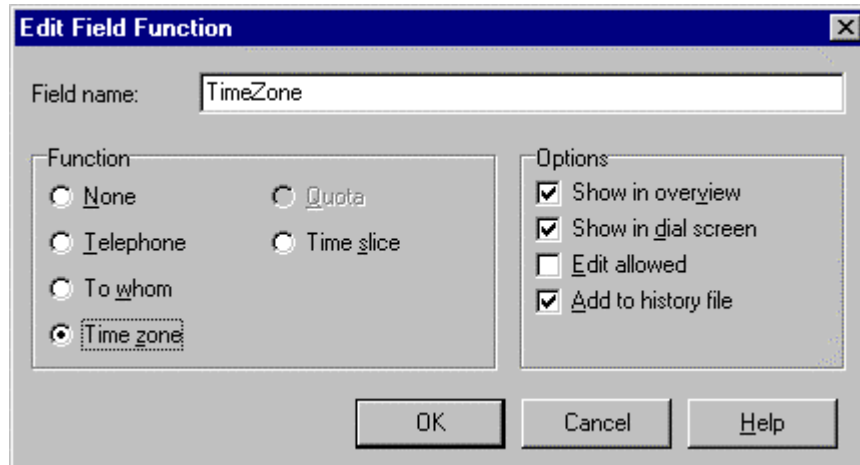 Edit Field Function
Field name: TimeZone
Function
None
Quota
Telephone
Time slice
To whom
Time zone
Options
Show in overview
Show in dial screen
Edit allowed
Add to history file
OK Cancel Help